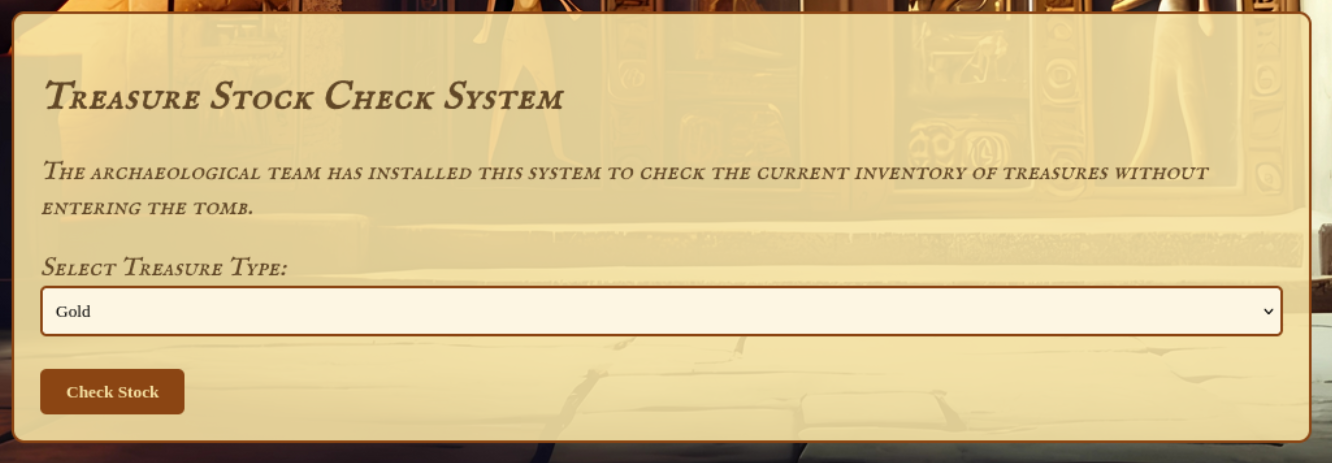 Treasure Stock Check System
The archaeological team has installed this system to check the current inventory of treasures without
entering the tomb.
Select Treasure Type:
Gold
Check Stock